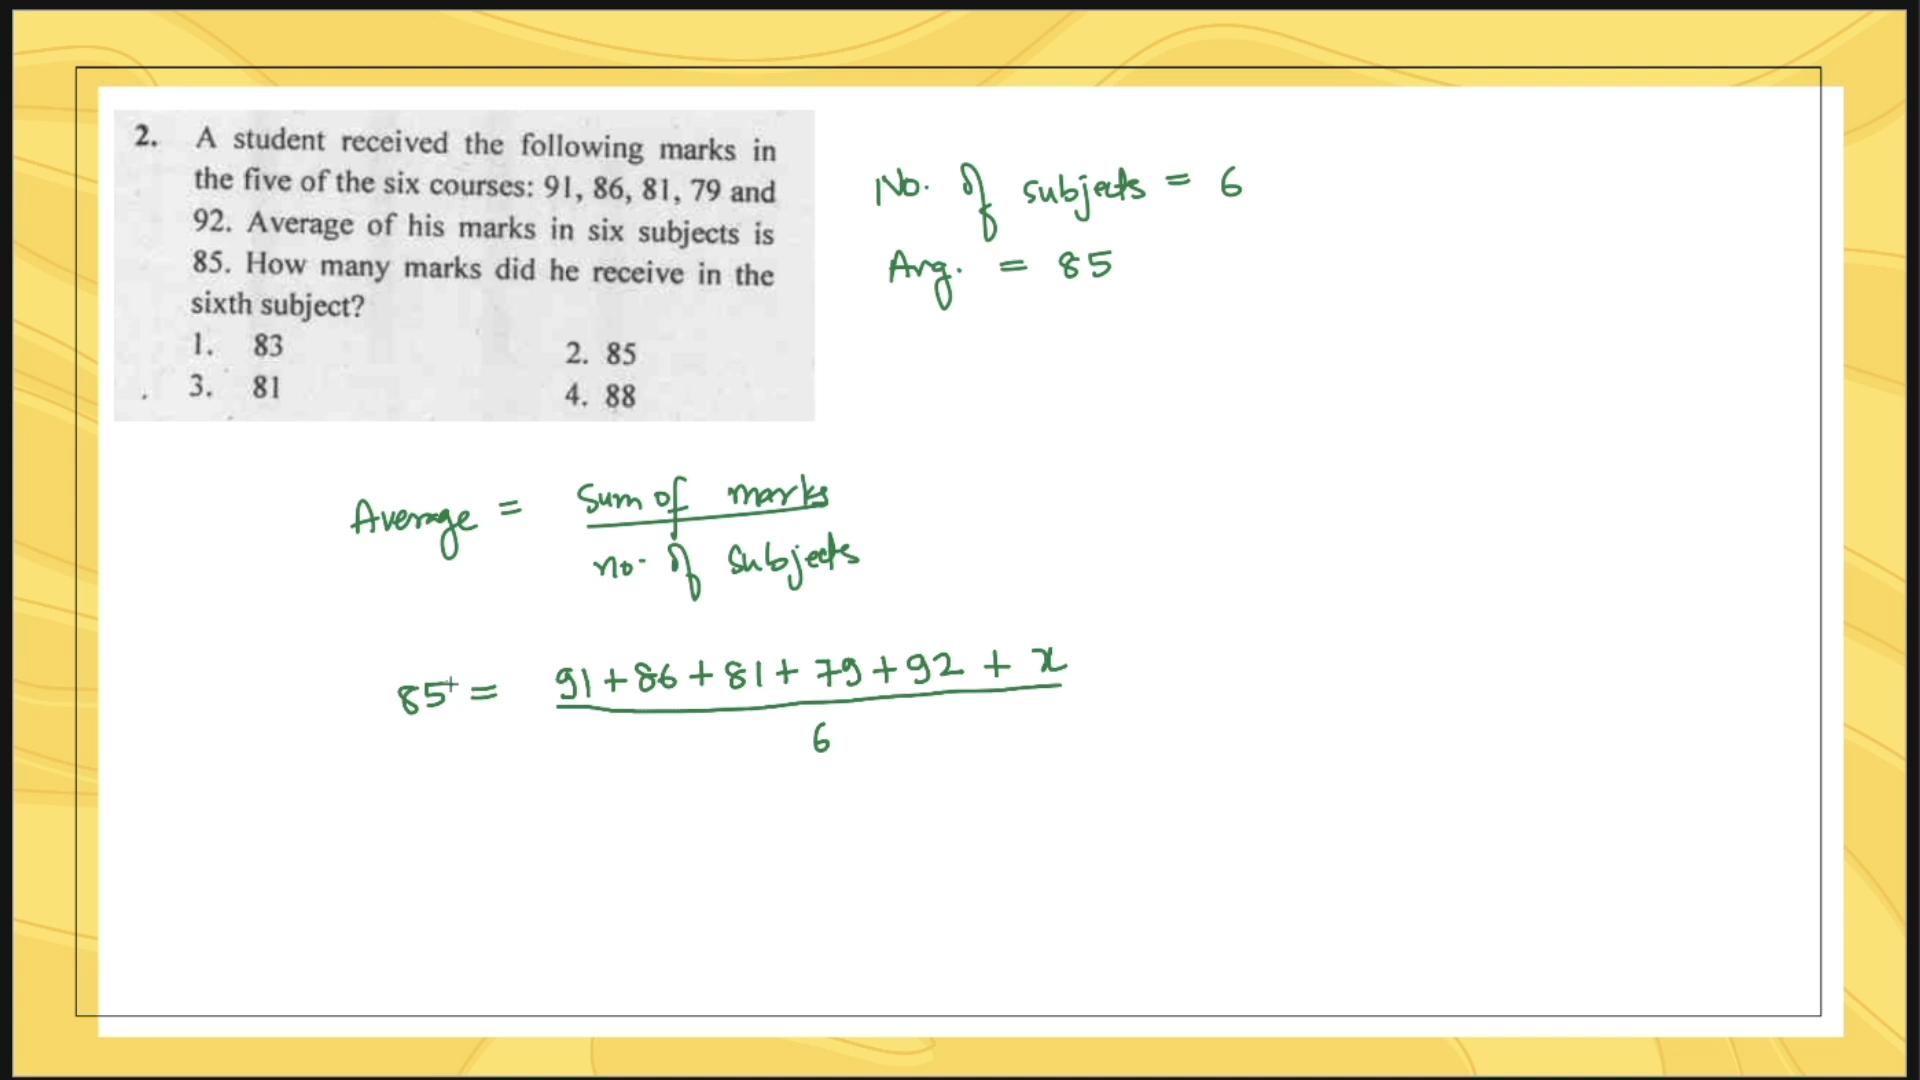 2. A student received the following marks in
the five of the six courses: 91, 86, 81, 79 and
92. Average of his marks in six subjects is
85. How many marks did he receive in the
sixth subject?
1. 83 2. 85
3. 81 4. 88
No. of subjects = 6
Avg. = 85
Average = Sum of marks
no. of subjects
85 = 91+86+81+79+92+x
6